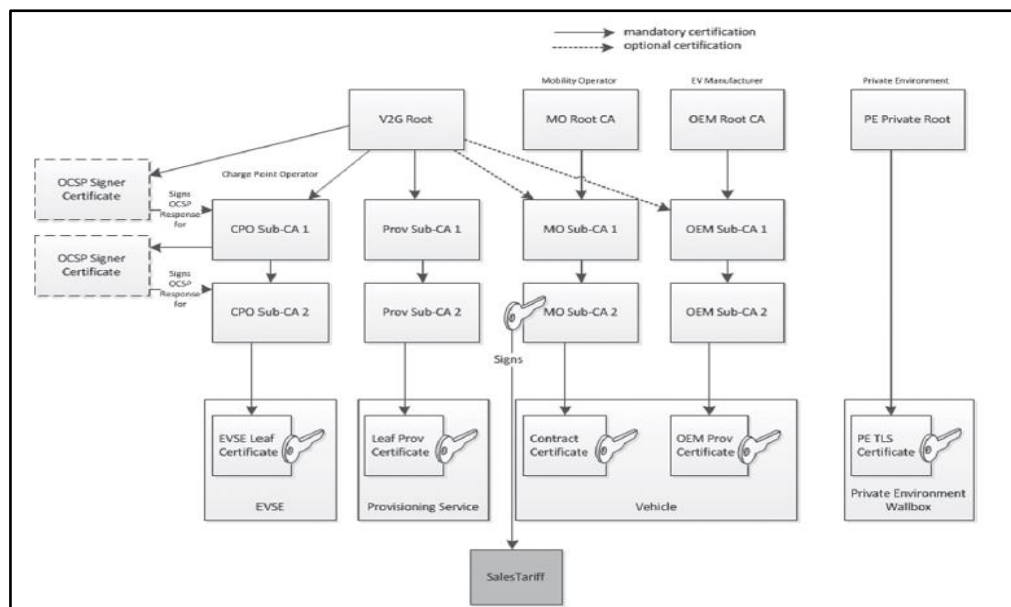 mandatory certification
optional certification
Mobility Operator
EV Manufacturer
Private Environment
V2G Root
MO Root CA
OEM Root CA
PE Private Root
OCSP Signer
Certificate
Signs
OCSP
Response
for
Charge Point Operator
CPO Sub-CA 1
Prov Sub-CA 1
MO Sub-CA 1
OEM Sub-CA 1
OCSP Signer
Certificate
Signs
OCSP
Response
for
CPO Sub-CA 2
Prov Sub-CA 2
MO Sub-CA 2
OEM Sub-CA 2
Signs
EVSE Leaf
Certificate
Leaf Prov
Certificate
Contract
Certificate
OEM Prov
Certificate
PE TLS
Certificate
EVSE
Provisioning Service
Vehicle
Private Environment
Wallbox
SalesTariff